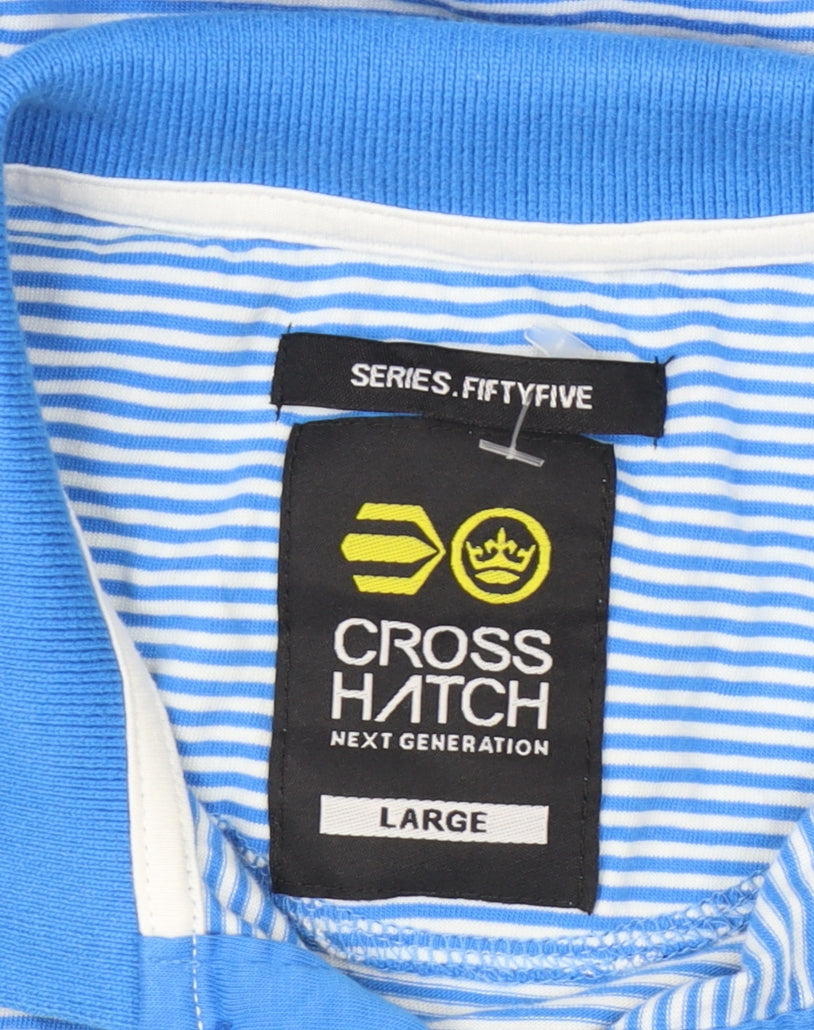 SERIES.FIFTYFIVE
CROSS
HATCH
NEXT GENERATION
LARGE